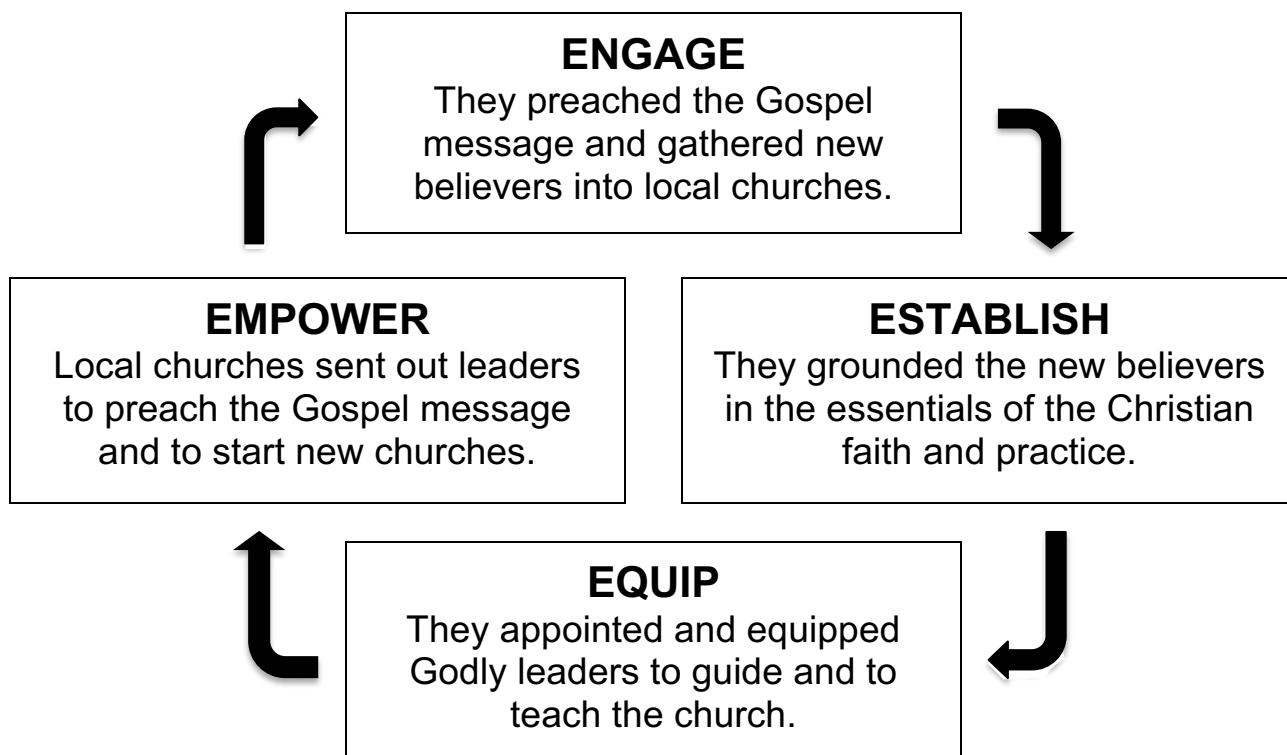 ENGAGE
They preached the Gospel
message and gathered new
believers into local churches.
EMPOWER
Local churches sent out leaders
to preach the Gospel message
and to start new churches.
ESTABLISH
They grounded the new believers
in the essentials of the Christian
faith and practice.
EQUIP
They appointed and equipped
Godly leaders to guide and to
teach the church.